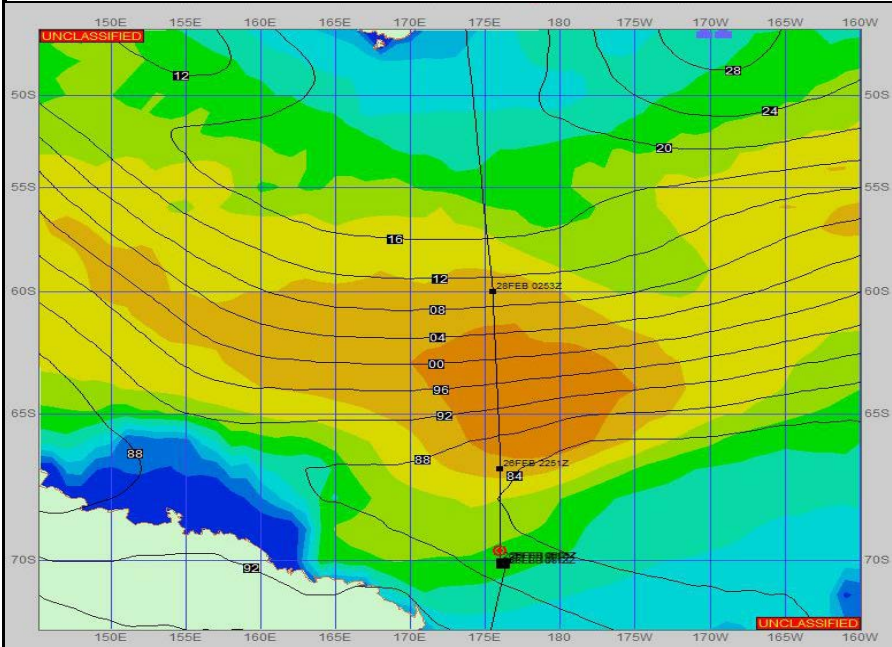 150E 155E 160E 165E 170E 175E 180 175W 170W 165W 160W
UNCLASSIFIED
12
28
50S 50S
24
20
55S 55S
16
12
28FEB 0253Z
60S 60S
08
04
00
96
65S 92 65S
88 88
26FEB 2251Z
84
70S 70S
92
UNCLASSIFIED
150E 155E 160E 165E 170E 175E 180 175W 170W 165W 160W